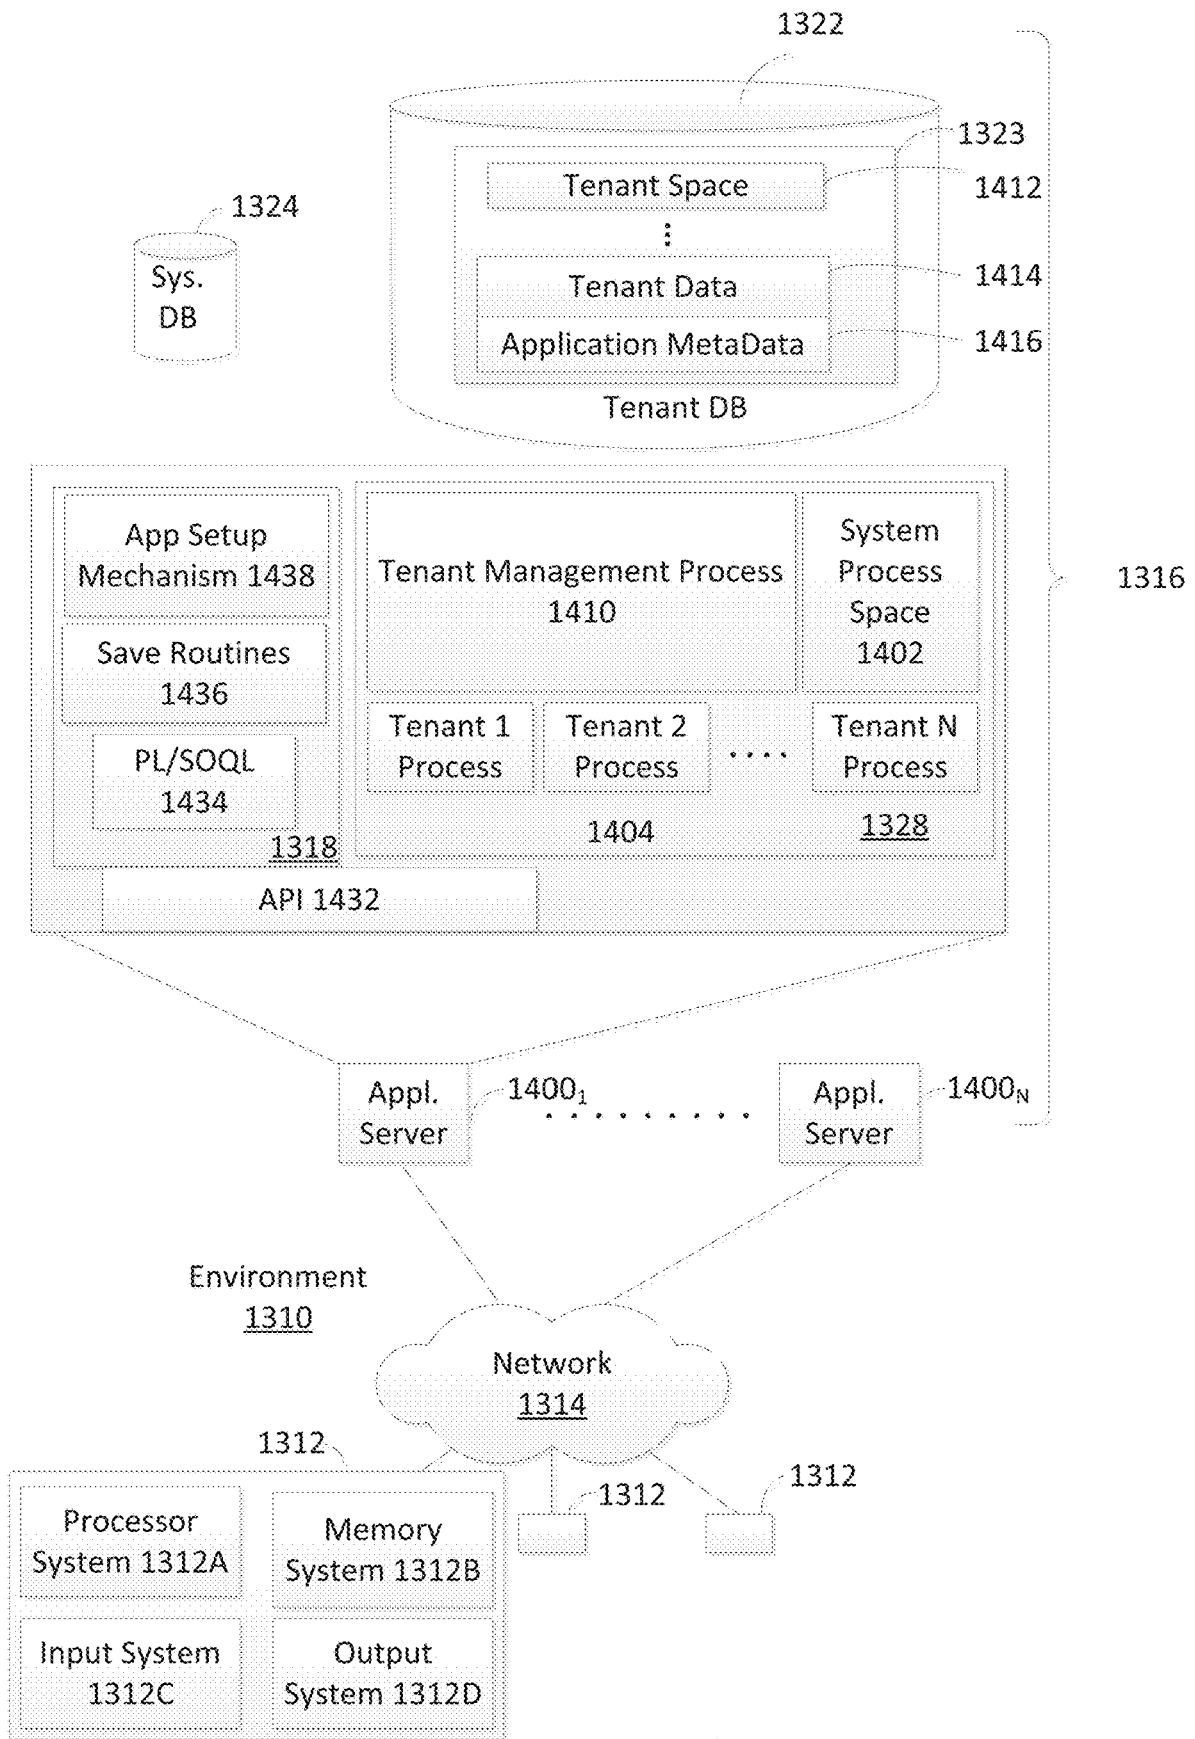 1322
1323
Tenant Space
1412
1324
Sys.
DB
Tenant Data
1414
Application MetaData
1416
Tenant DB
App Setup
Mechanism 1438
Tenant Management Process
1410
System
Process
Space
1402
1316
Save Routines
1436
PL/SOQL
1434
1318
Tenant 1
Process
Tenant 2
Process
. . . .
Tenant N
Process
1404
1328
API 1432
Appl.
Server
1400₁
. . . . . . . . .
Appl.
Server
1400N
Environment
1310
Network
1314
1312
1312
1312
Processor
System 1312A
Memory
System 1312B
Input System
1312C
Output
System 1312D